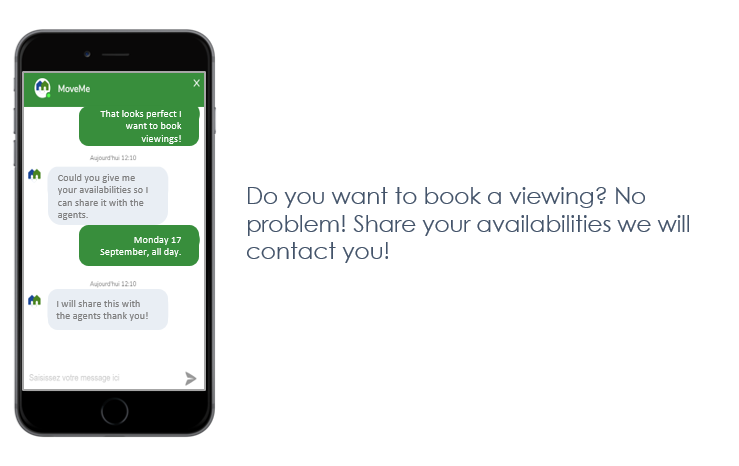 MoveMe
X
That looks perfect I
want to book
viewings!
Aujourd'hui 12:10
Could you give me
your availabilities so I
can share it with the
agents.
Monday 17
September, all day.
Aujourd'hui 12:10
I will share this with
the agents thank you!
Saisissez votre message ici
Do you want to book a viewing? No
problem! Share your availabilities we will
contact you!